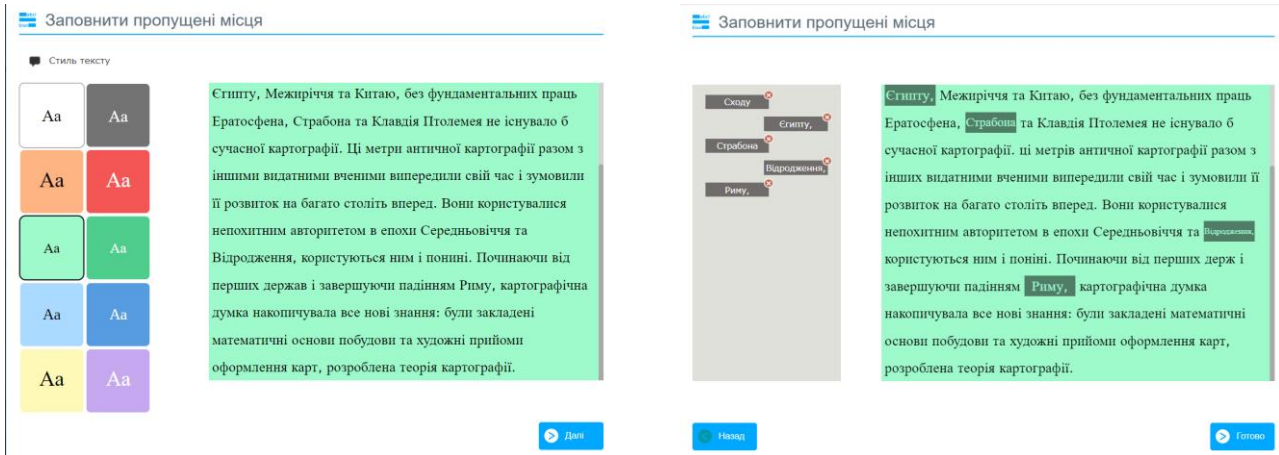 Заповнити пропущені місця
Стиль тексту
Aa Aa
Aa Aa
Aa Aa
Aa Aa
Aa Aa
Єгипту, Межиріччя та Китаю, без фундаментальних праць
Ератосфена, Страбона та Клавдія Птолемея не існувало б
сучасної картографії. Ці метри античної картографії разом з
іншими видатними вченими випередили свій час і зумовили
її розвиток на багато століть вперед. Вони користувалися
непохитним авторитетом в епохи Середньовіччя та
Відродження, користуються ним і понині. Починаючи від
перших держав і завершуючи падінням Риму, картографічна
думка накопичувала все нові знання: були закладені
математичні основи побудови та художні прийоми
оформлення карт, розроблена теорія картографії.
Далі
Заповнити пропущені місця
Сходу
Єгипту,
Страбона
Відродження,
Риму,
Єгипту, Межиріччя та Китаю, без фундаментальних праць
Ератосфена, Страбона та Клавдія Птолемея не існувало б
сучасної картографії. ці метрів античної картографії разом з
інших видатними вченими випередили свій час і зумовили її
розвиток на багато століть вперед. Вони користувалися
непохитним авторитетом в епохи Середньовіччя та Відродження,
користуються ним і поніні. Починаючи від перших держ і
завершуючи падінням Риму, картографічна думка
накопичувала все нові знання: були закладені математичні
основи побудови та художні прийоми оформлення карт,
розроблена теорія картографії.
Назад
Готово